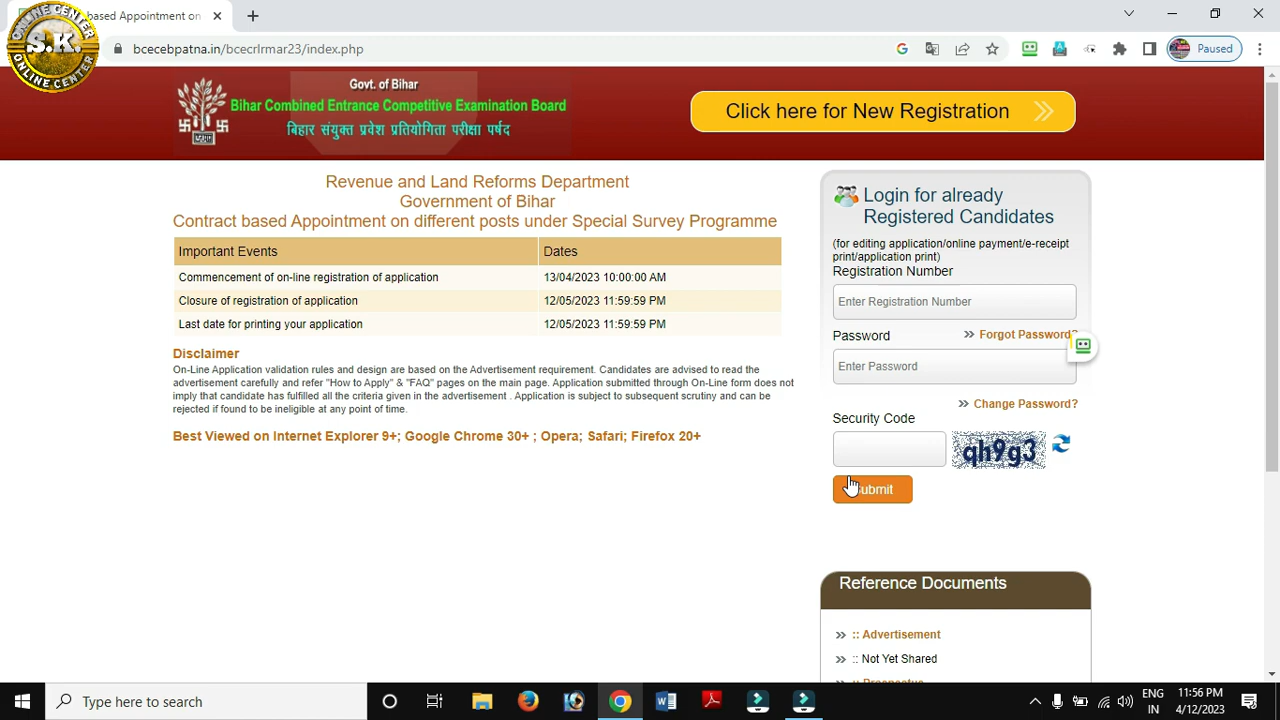 ONLINE CENTER
S.K.
ONLINE CENTER
based Appointment on
bcecebpatna.in/bcecrlrmar23/index.php
Paused
Govt. of Bihar
Bihar Combined Entrance Competitive Examination Board
बिहार संयुक्त प्रवेश प्रतियोगिता परीक्षा पर्षद
Click here for New Registration
Revenue and Land Reforms Department
Government of Bihar
Contract based Appointment on different posts under Special Survey Programme
Important Events Dates
Commencement of on-line registration of application 13/04/2023 10:00:00 AM
Closure of registration of application 12/05/2023 11:59:59 PM
Last date for printing your application 12/05/2023 11:59:59 PM
Disclaimer
On-Line Application validation rules and design are based on the Advertisement requirement. Candidates are advised to read the
advertisement carefully and refer "How to Apply" & "FAQ" pages on the main page. Application submitted through On-Line form does not
imply that candidate has fulfilled all the criteria given in the advertisement . Application is subject to subsequent scrutiny and can be
rejected if found to be ineligible at any point of time.
Best Viewed on Internet Explorer 9+; Google Chrome 30+ ; Opera; Safari; Firefox 20+
Login for already
Registered Candidates
(for editing application/online payment/e-receipt
print/application print)
Registration Number
Enter Registration Number
Password Forgot Password?
Enter Password
Change Password?
Security Code
qh9g3
Submit
Reference Documents
:: Advertisement
:: Not Yet Shared
:: Prospectus
Type here to search
ENG
IN
11:56 PM
4/12/2023